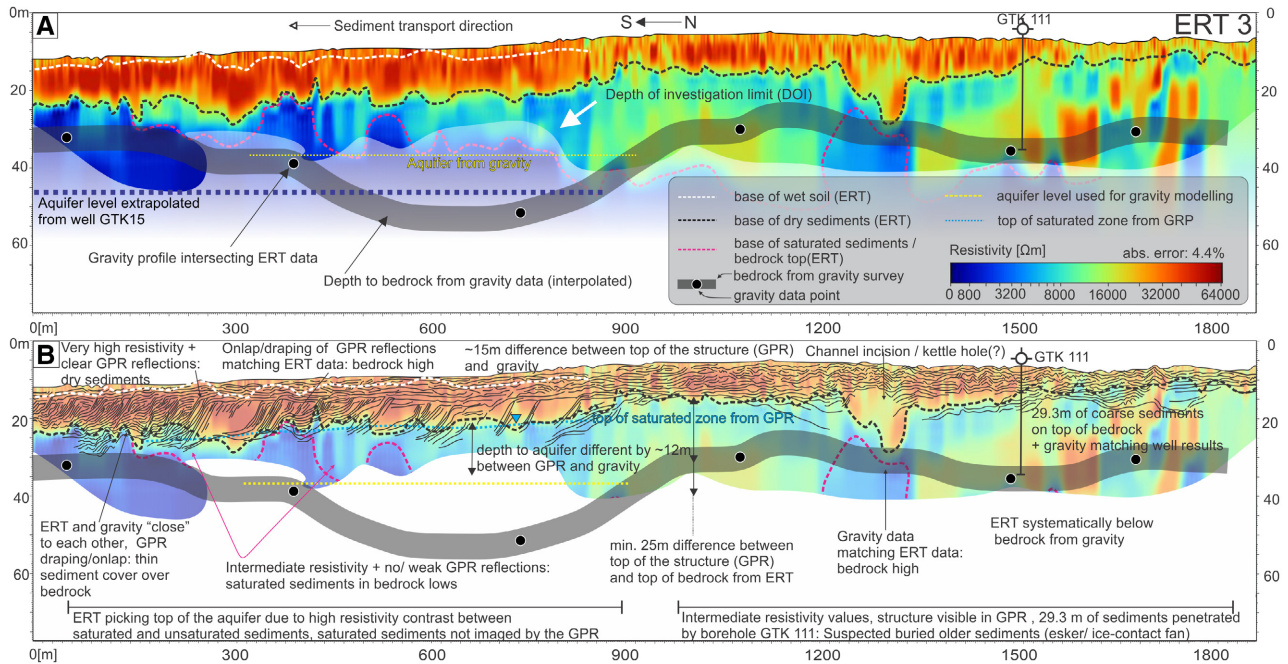 A
Sediment transport direction
S N
GTK 111
ERT 3
0m
20
40
60
0
20
40
60
Depth of investigation limit (DOI)
Aquifer from gravity
Aquifer level extrapolated
from well GTK15
Gravity profile intersecting ERT data
Depth to bedrock from gravity data (interpolated)
base of wet soil (ERT)
base of dry sediments (ERT)
base of saturated sediments /
bedrock top(ERT)
bedrock from gravity survey
gravity data point
aquifer level used for gravity modelling
top of saturated zone from GRP
Resistivity [Ωm]
abs. error: 4.4%
0 800 3200 8000 16000 32000 64000
0[m] 300 600 900 1200 1500 1800
B
0m
20
40
60
0
20
40
60
Very high resistivity +
clear GPR reflections:
dry sediments
Onlap/draping of GPR reflections
matching ERT data: bedrock high
~15m difference between top of the structure (GPR)
and gravity
Channel incision / kettle hole(?)
GTK 111
top of saturated zone from GPR
29.3m of coarse sediments
on top of bedrock
+ gravity matching well results
depth to aquifer different by ~12m
between GPR and gravity
ERT and gravity “close”
to each other, GPR
draping/onlap: thin
sediment cover over
bedrock
Intermediate resistivity + no/ weak GPR reflections:
saturated sediments in bedrock lows
min. 25m difference between
top of the structure (GPR)
and top of bedrock from ERT
Gravity data
matching ERT data:
bedrock high
ERT systematically below
bedrock from gravity
ERT picking top of the aquifer due to high resistivity contrast between
saturated and unsaturated sediments, saturated sediments not imaged by the GPR
Intermediate resistivity values, structure visible in GPR , 29.3 m of sediments penetrated
by borehole GTK 111: Suspected buried older sediments (esker/ ice-contact fan)
0[m] 300 600 900 1200 1500 1800